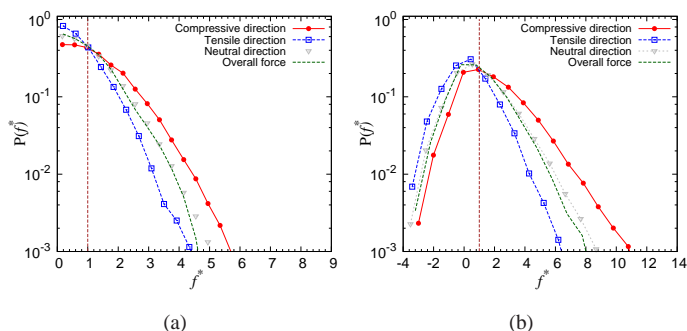 10^0
10^-1
10^-2
10^-3
P(f^*)
0 1 2 3 4 5 6 7 8 9
f^*
Compressive direction
Tensile direction
Neutral direction
Overall force
(a)
10^0
10^-1
10^-2
10^-3
P(f^*)
-4 -2 0 2 4 6 8 10 12 14
f^*
Compressive direction
Tensile direction
Neutral direction
Overall force
(b)